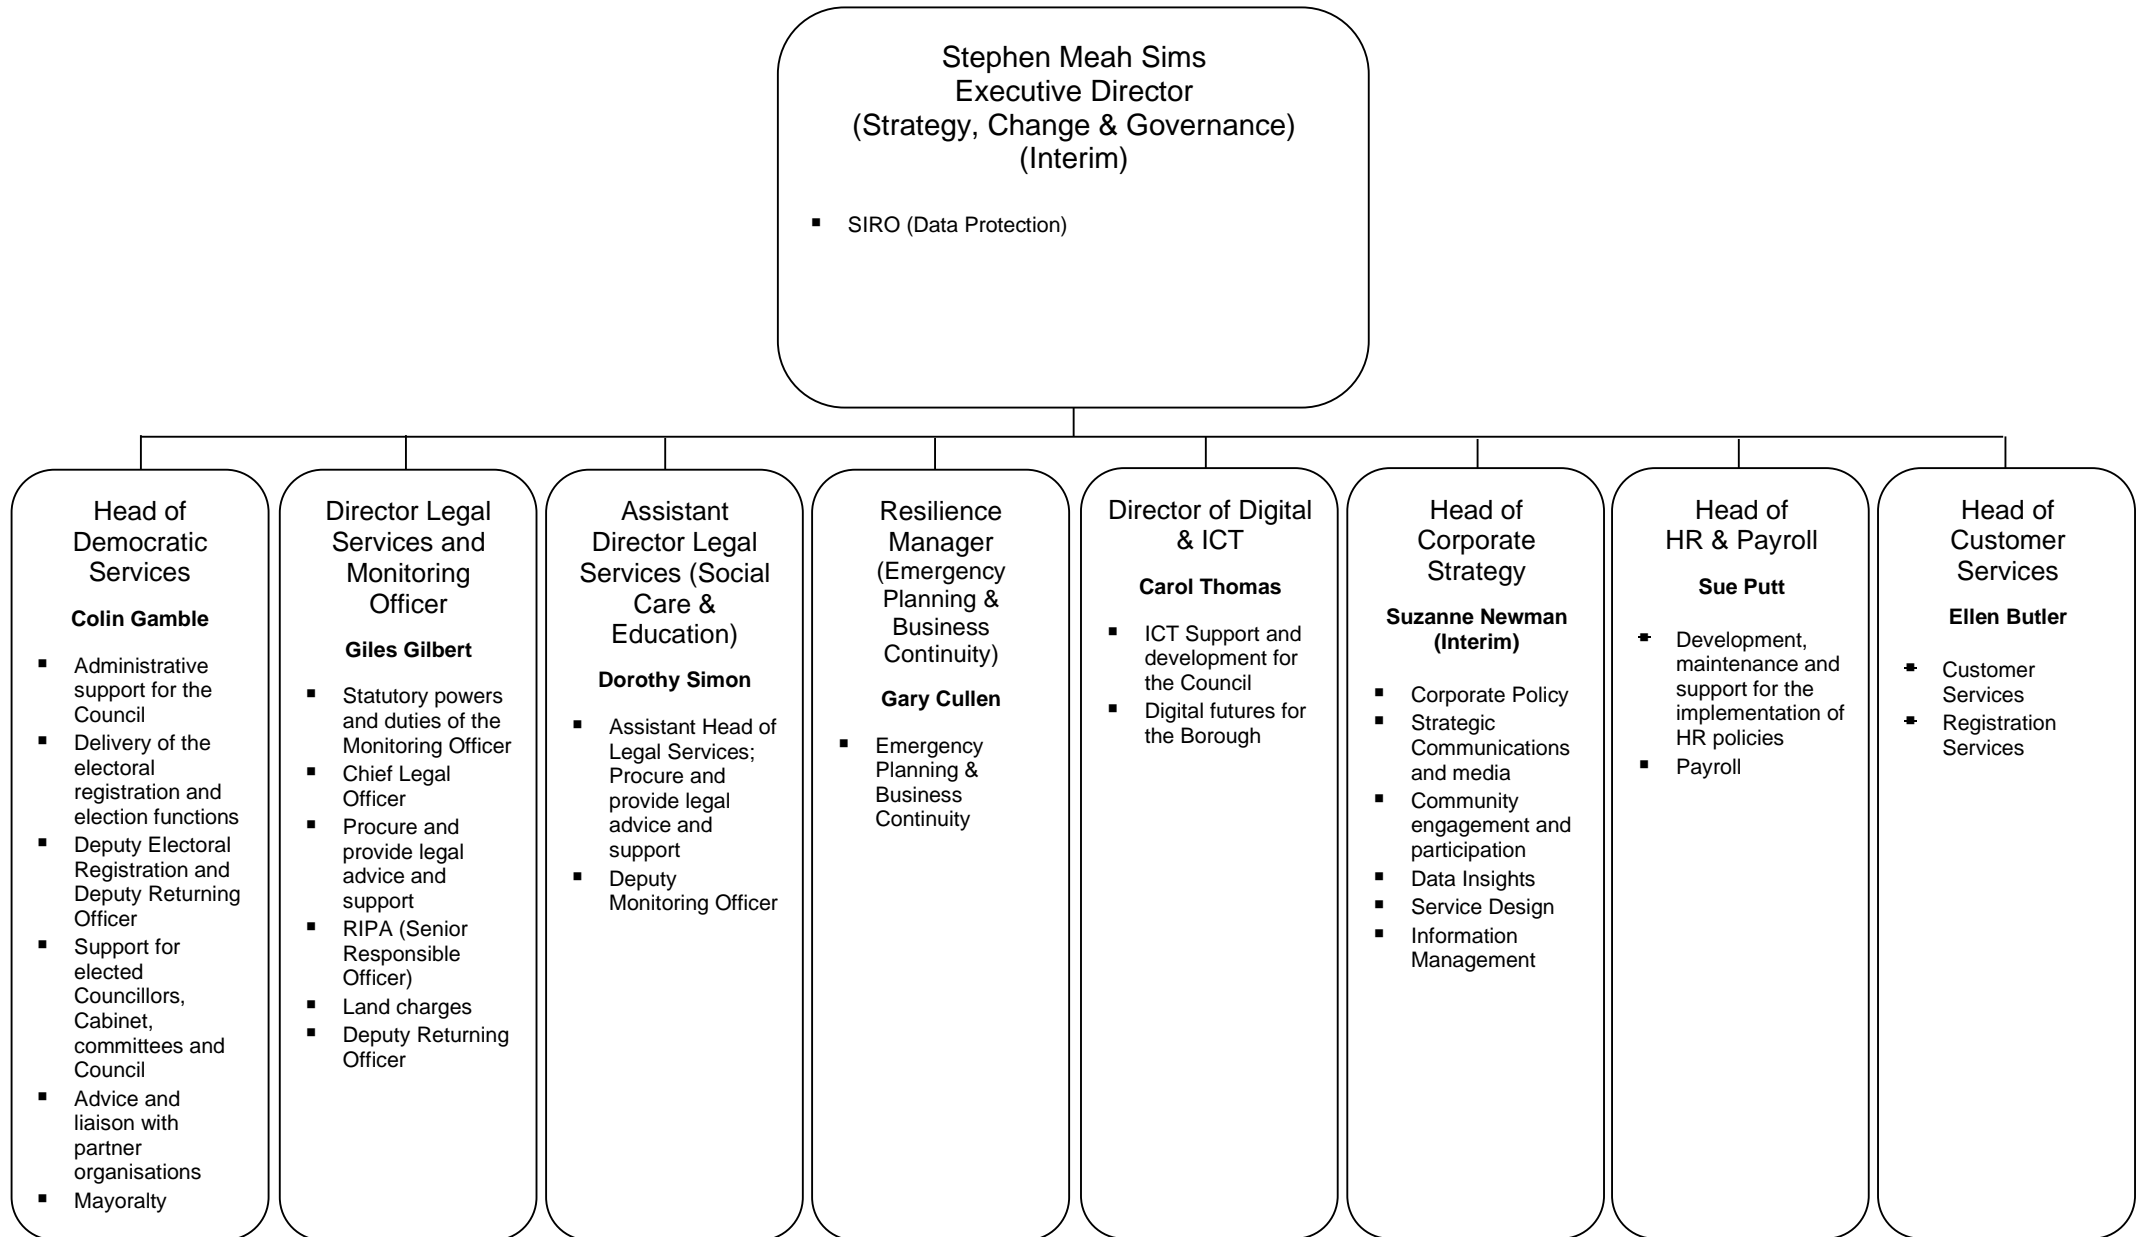 Stephen Meah Sims
Executive Director
(Strategy, Change & Governance)
(Interim)
▪ SIRO (Data Protection)
Head of
Democratic
Services
Colin Gamble
▪ Administrative
support for the
Council
▪ Delivery of the
electoral
registration and
election functions
▪ Deputy Electoral
Registration and
Deputy Returning
Officer
▪ Support for
elected
Councillors,
Cabinet,
committees and
Council
▪ Advice and
liaison with
partner
organisations
▪ Mayoralty
Director Legal
Services and
Monitoring
Officer
Giles Gilbert
▪ Statutory powers
and duties of the
Monitoring Officer
▪ Chief Legal
Officer
▪ Procure and
provide legal
advice and
support
▪ RIPA (Senior
Responsible
Officer)
▪ Land charges
▪ Deputy Returning
Officer
Assistant
Director Legal
Services (Social
Care &
Education)
Dorothy Simon
▪ Assistant Head of
Legal Services;
Procure and
provide legal
advice and
support
▪ Deputy
Monitoring Officer
Resilience
Manager
(Emergency
Planning &
Business
Continuity)
Gary Cullen
▪ Emergency
Planning &
Business
Continuity
Director of Digital
& ICT
Carol Thomas
▪ ICT Support and
development for
the Council
▪ Digital futures for
the Borough
Head of
Corporate
Strategy
Suzanne Newman
(Interim)
▪ Corporate Policy
▪ Strategic
Communications
and media
▪ Community
engagement and
participation
▪ Data Insights
▪ Service Design
▪ Information
Management
Head of
HR & Payroll
Sue Putt
▪ Development,
maintenance and
support for the
implementation of
HR policies
▪ Payroll
Head of
Customer
Services
Ellen Butler
▪ Customer
Services
▪ Registration
Services